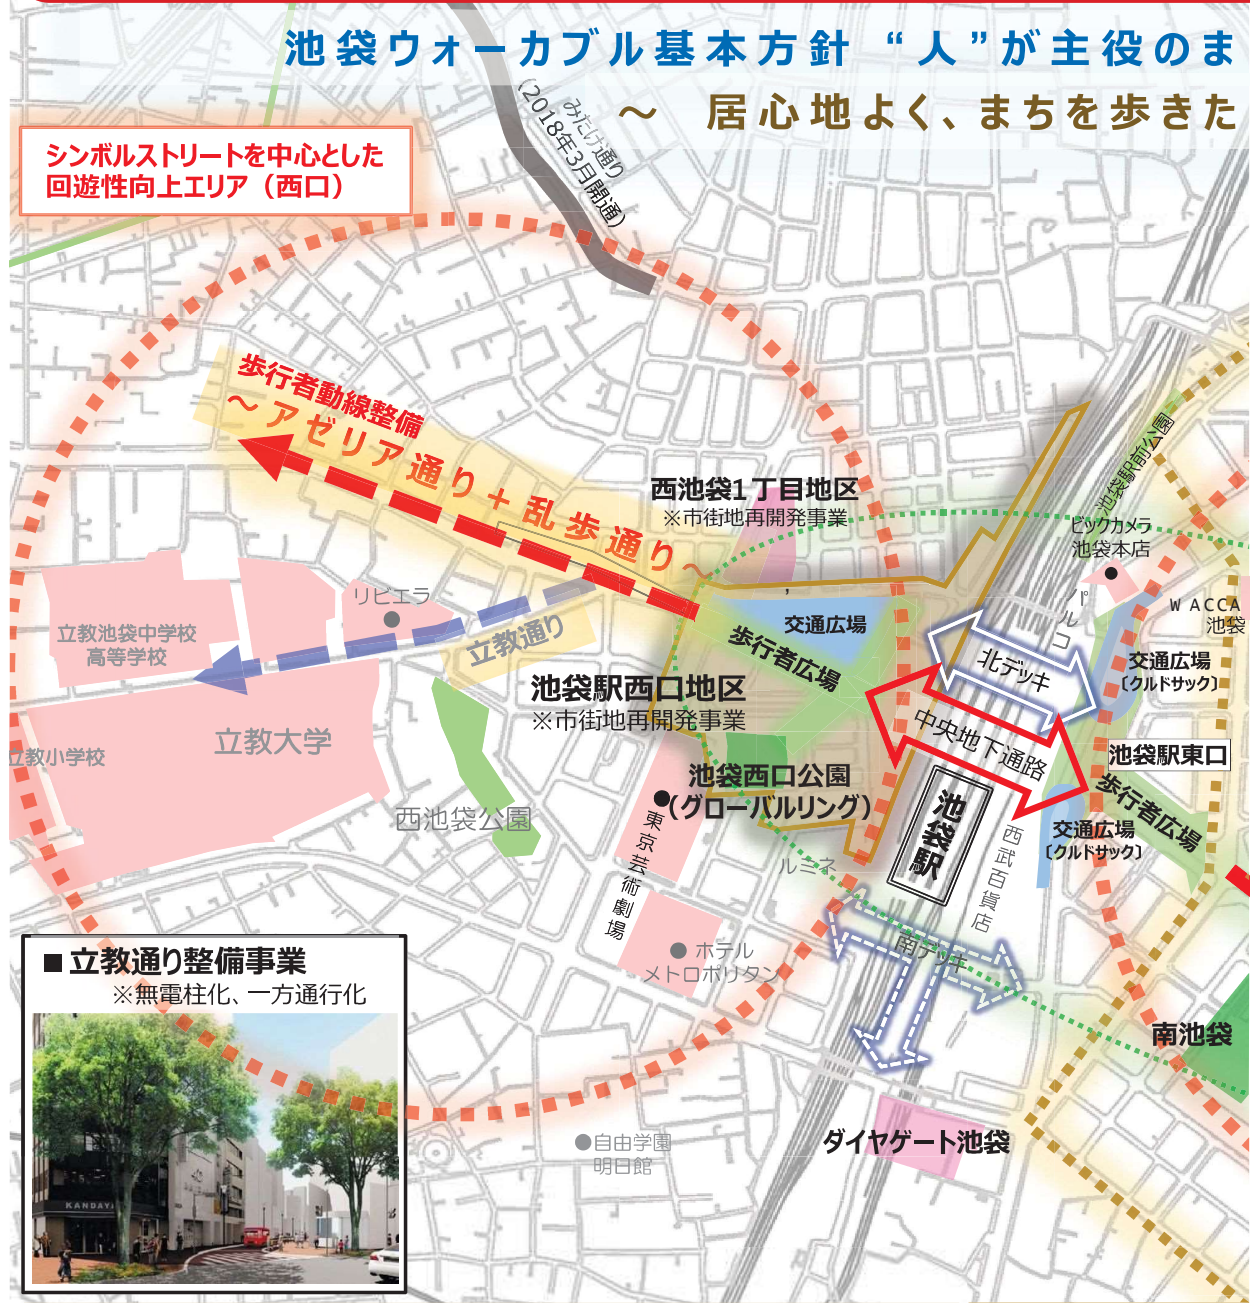 池袋ウォーカブル基本方針 “人”が主役のま
～ 居心地よく、まちを歩きた
シンボルストリートを中心とした
回遊性向上エリア（西口）
みたけ通り
（2018年3月開通）
歩行者動線整備
～アゼリア通り＋乱歩通り～
西池袋1丁目地区
※市街地再開発事業
池袋駅前公園
ビックカメラ
池袋本店
パルコ
WACCA
池袋
リビエラ
立教池袋中学校
高等学校
立教通り
交通広場
歩行者広場
北デッキ
交通広場
〔クルドサック〕
池袋駅西口地区
※市街地再開発事業
中央地下通路
立教大学
立教小学校
池袋駅東口
歩行者広場
池袋西口公園
（グローバルリング）
西池袋公園
東京芸術劇場
池袋駅
西武百貨店
交通広場
〔クルドサック〕
ルミネ
南デッキ
ホテル
メトロポリタン
■立教通り整備事業
※無電柱化、一方通行化
KANDAY
南池袋
ダイヤゲート池袋
自由学園
明日館